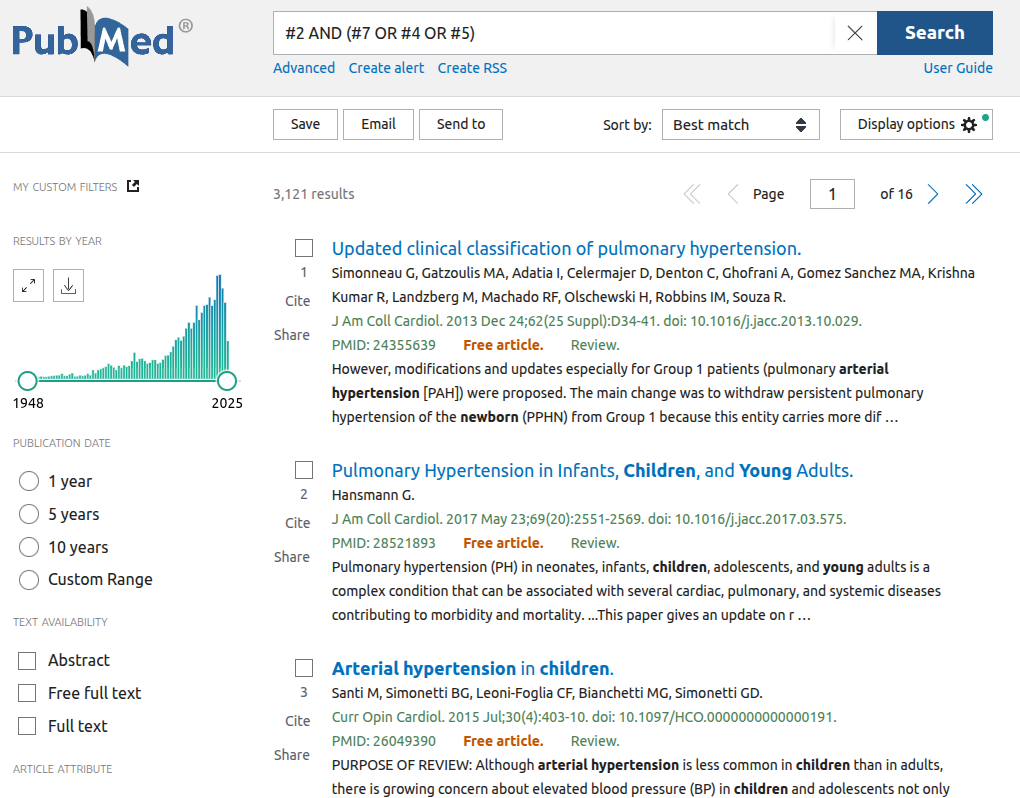 PubMed®
#2 AND (#7 OR #4 OR #5)
Search
Advanced Create alert Create RSS
User Guide
Save Email Send to
Sort by: Best match
Display options
MY CUSTOM FILTERS
3,121 results
Page 1 of 16
RESULTS BY YEAR
1948 2025
PUBLICATION DATE
1 year
5 years
10 years
Custom Range
TEXT AVAILABILITY
Abstract
Free full text
Full text
ARTICLE ATTRIBUTE
Updated clinical classification of pulmonary hypertension.
1
Cite
Share
Simonneau G, Gatzoulis MA, Adatia I, Celermajer D, Denton C, Ghofrani A, Gomez Sanchez MA, Krishna
Kumar R, Landzberg M, Machado RF, Olschewski H, Robbins IM, Souza R.
J Am Coll Cardiol. 2013 Dec 24;62(25 Suppl):D34-41. doi: 10.1016/j.jacc.2013.10.029.
PMID: 24355639 Free article. Review.
However, modifications and updates especially for Group 1 patients (pulmonary arterial
hypertension [PAH]) were proposed. The main change was to withdraw persistent pulmonary
hypertension of the newborn (PPHN) from Group 1 because this entity carries more dif …
Pulmonary Hypertension in Infants, Children, and Young Adults.
2
Cite
Share
Hansmann G.
J Am Coll Cardiol. 2017 May 23;69(20):2551-2569. doi: 10.1016/j.jacc.2017.03.575.
PMID: 28521893 Free article. Review.
Pulmonary hypertension (PH) in neonates, infants, children, adolescents, and young adults is a
complex condition that can be associated with several cardiac, pulmonary, and systemic diseases
contributing to morbidity and mortality. ...This paper gives an update on r …
Arterial hypertension in children.
3
Cite
Share
Santi M, Simonetti BG, Leoni-Foglia CF, Bianchetti MG, Simonetti GD.
Curr Opin Cardiol. 2015 Jul;30(4):403-10. doi: 10.1097/HCO.0000000000000191.
PMID: 26049390 Free article. Review.
PURPOSE OF REVIEW: Although arterial hypertension is less common in children than in adults,
there is growing concern about elevated blood pressure (BP) in children and adolescents not only